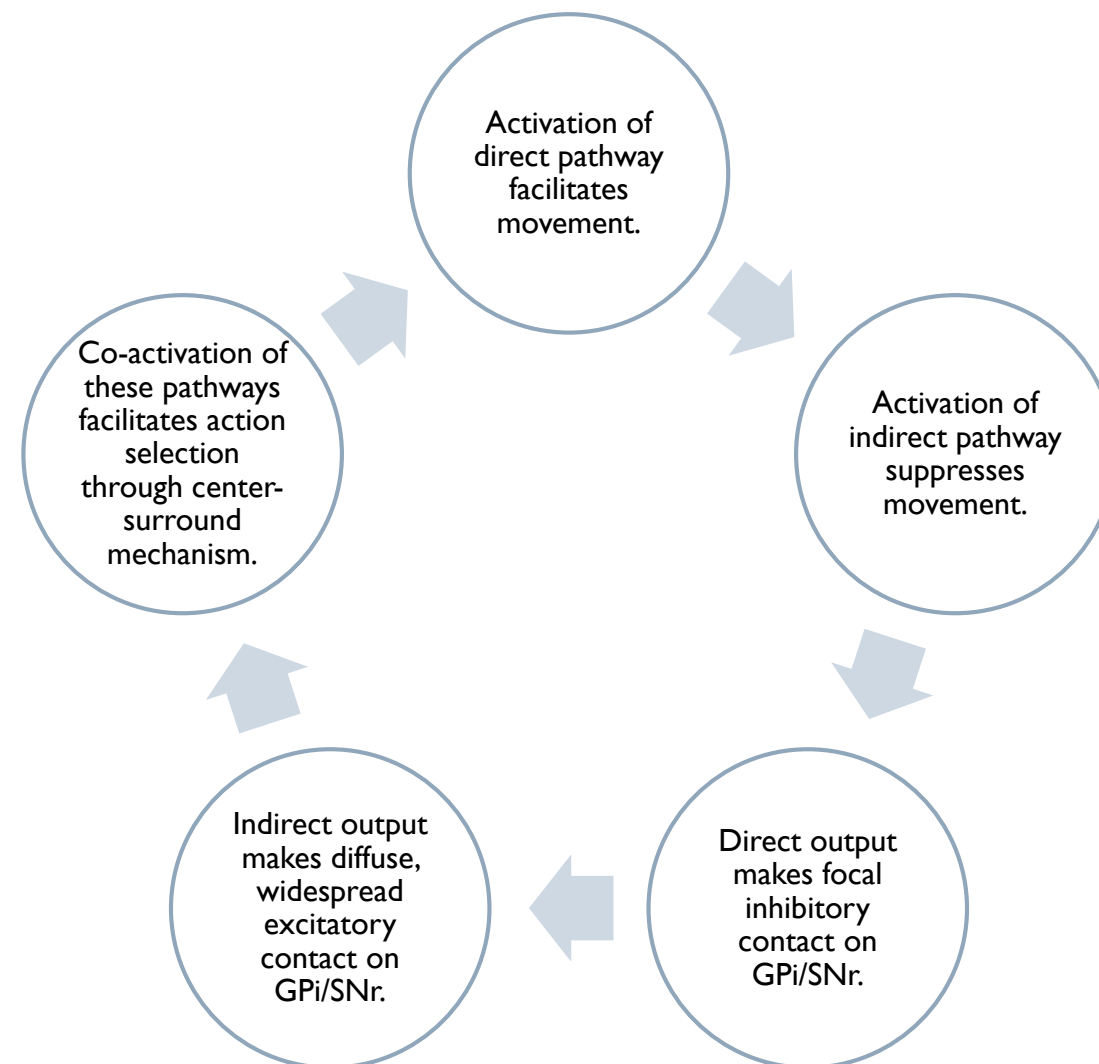 Activation of
direct pathway
facilitates
movement.
Activation of
indirect pathway
suppresses
movement.
Direct output
makes focal
inhibitory
contact on
GPi/SNr.
Indirect output
makes diffuse,
widespread
excitatory
contact on
GPi/SNr.
Co-activation of
these pathways
facilitates action
selection
through center-
surround
mechanism.